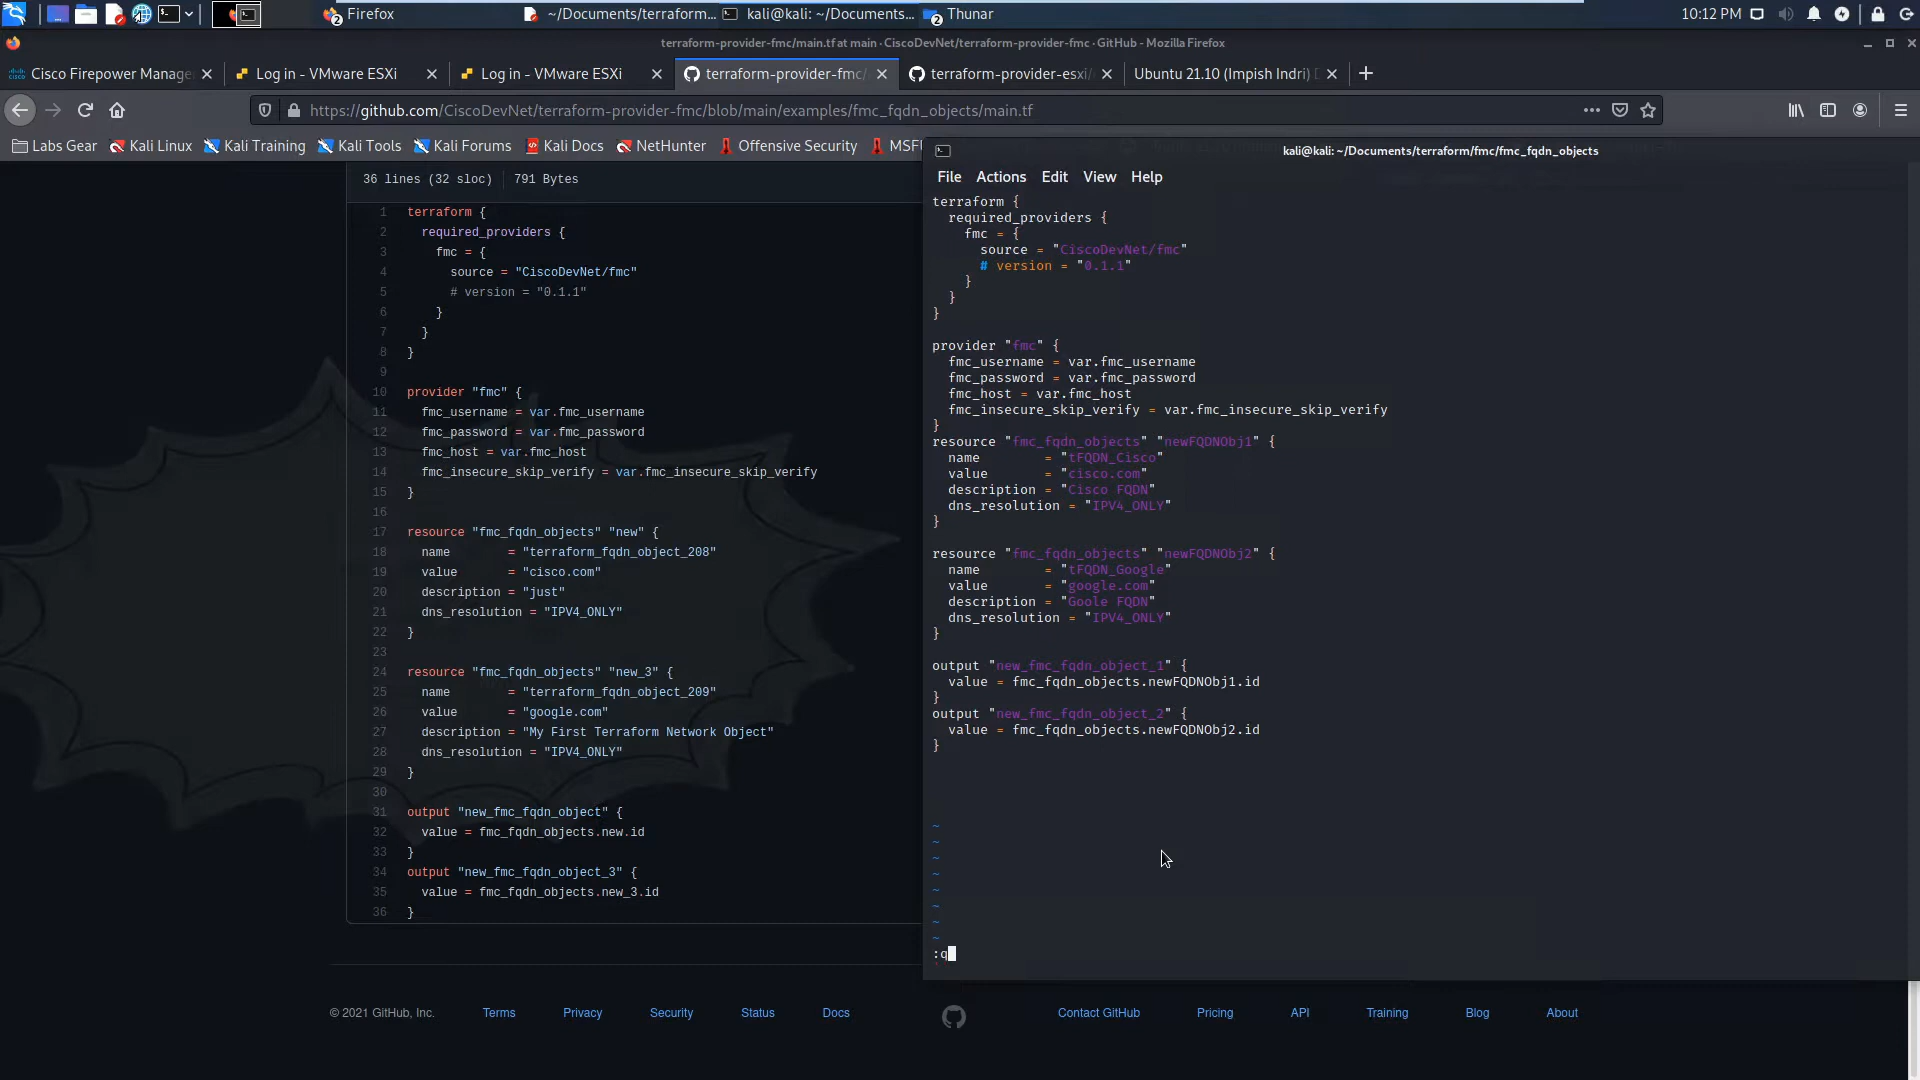 Firefox
~/Documents/terraform...
kali@kali: ~/Documents...
Thunar
10:12 PM
terraform-provider-fmc/main.tf at main · CiscoDevNet/terraform-provider-fmc · GitHub - Mozilla Firefox
Cisco Firepower Manage
Log in - VMware ESXi
Log in - VMware ESXi
terraform-provider-fmc/
terraform-provider-esxi/
Ubuntu 21.10 (Impish Indri)
https://github.com/CiscoDevNet/terraform-provider-fmc/blob/main/examples/fmc_fqdn_objects/main.tf
Labs Gear
Kali Linux
Kali Training
Kali Tools
Kali Forums
Kali Docs
NetHunter
Offensive Security
MSF
36 lines (32 sloc)
791 Bytes
1 terraform {
2 required_providers {
3 fmc = {
4 source = "CiscoDevNet/fmc"
5 # version = "0.1.1"
6 }
7 }
8 }
9
10 provider "fmc" {
11 fmc_username = var.fmc_username
12 fmc_password = var.fmc_password
13 fmc_host = var.fmc_host
14 fmc_insecure_skip_verify = var.fmc_insecure_skip_verify
15 }
16
17 resource "fmc_fqdn_objects" "new" {
18 name = "terraform_fqdn_object_208"
19 value = "cisco.com"
20 description = "just"
21 dns_resolution = "IPV4_ONLY"
22 }
23
24 resource "fmc_fqdn_objects" "new_3" {
25 name = "terraform_fqdn_object_209"
26 value = "google.com"
27 description = "My First Terraform Network Object"
28 dns_resolution = "IPV4_ONLY"
29 }
30
31 output "new_fmc_fqdn_object" {
32 value = fmc_fqdn_objects.new.id
33 }
34 output "new_fmc_fqdn_object_3" {
35 value = fmc_fqdn_objects.new_3.id
36 }
kali@kali: ~/Documents/terraform/fmc/fmc_fqdn_objects
File Actions Edit View Help
terraform {
required_providers {
fmc = {
source = "CiscoDevNet/fmc"
# version = "0.1.1"
}
}
}
provider "fmc" {
fmc_username = var.fmc_username
fmc_password = var.fmc_password
fmc_host = var.fmc_host
fmc_insecure_skip_verify = var.fmc_insecure_skip_verify
}
resource "fmc_fqdn_objects" "newFQDNObj1" {
name = "tFQDN_Cisco"
value = "cisco.com"
description = "Cisco FQDN"
dns_resolution = "IPV4_ONLY"
}
resource "fmc_fqdn_objects" "newFQDNObj2" {
name = "tFQDN_Google"
value = "google.com"
description = "Goole FQDN"
dns_resolution = "IPV4_ONLY"
}
output "new_fmc_fqdn_object_1" {
value = fmc_fqdn_objects.newFQDNObj1.id
}
output "new_fmc_fqdn_object_2" {
value = fmc_fqdn_objects.newFQDNObj2.id
}
~
~
~
~
~
~
~
~
:q
© 2021 GitHub, Inc.
Terms
Privacy
Security
Status
Docs
Contact GitHub
Pricing
API
Training
Blog
About